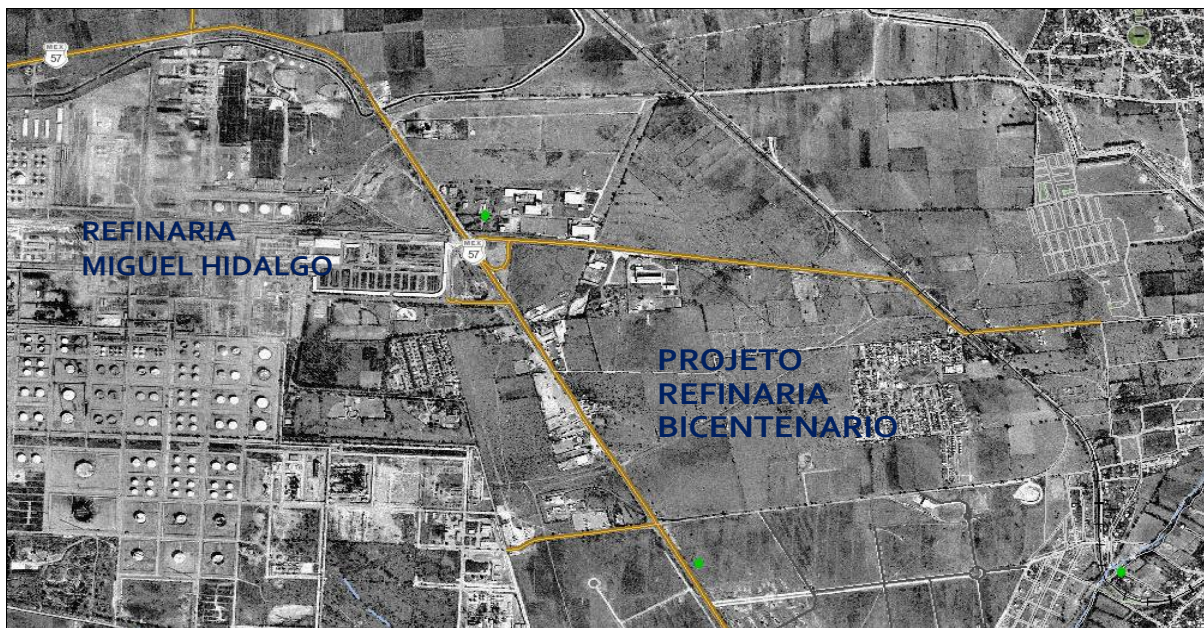 MEX
57
REFINARIA
MIGUEL HIDALGO
MEX
57
PROJETO
REFINARIA
BICENTENARIO